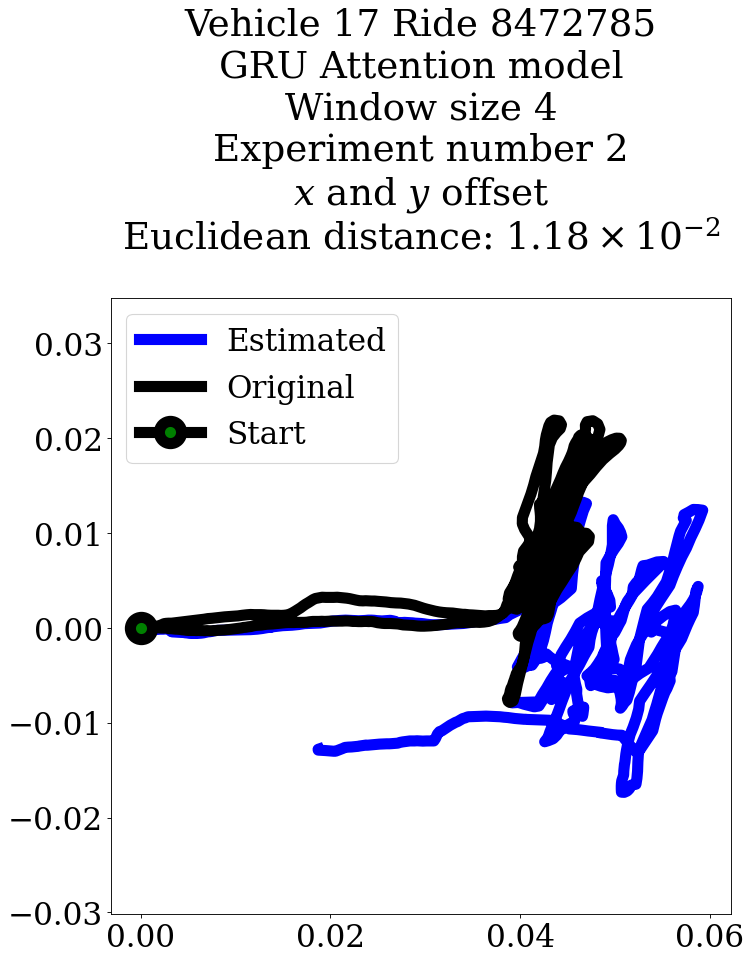 Vehicle 17 Ride 8472785
GRU Attention model
Window size 4
Experiment number 2
x and y offset
Euclidean distance: 1.18 × 10⁻²
Estimated
Original
Start
0.03
0.02
0.01
0.00
−0.01
−0.02
−0.03
0.00 0.02 0.04 0.06